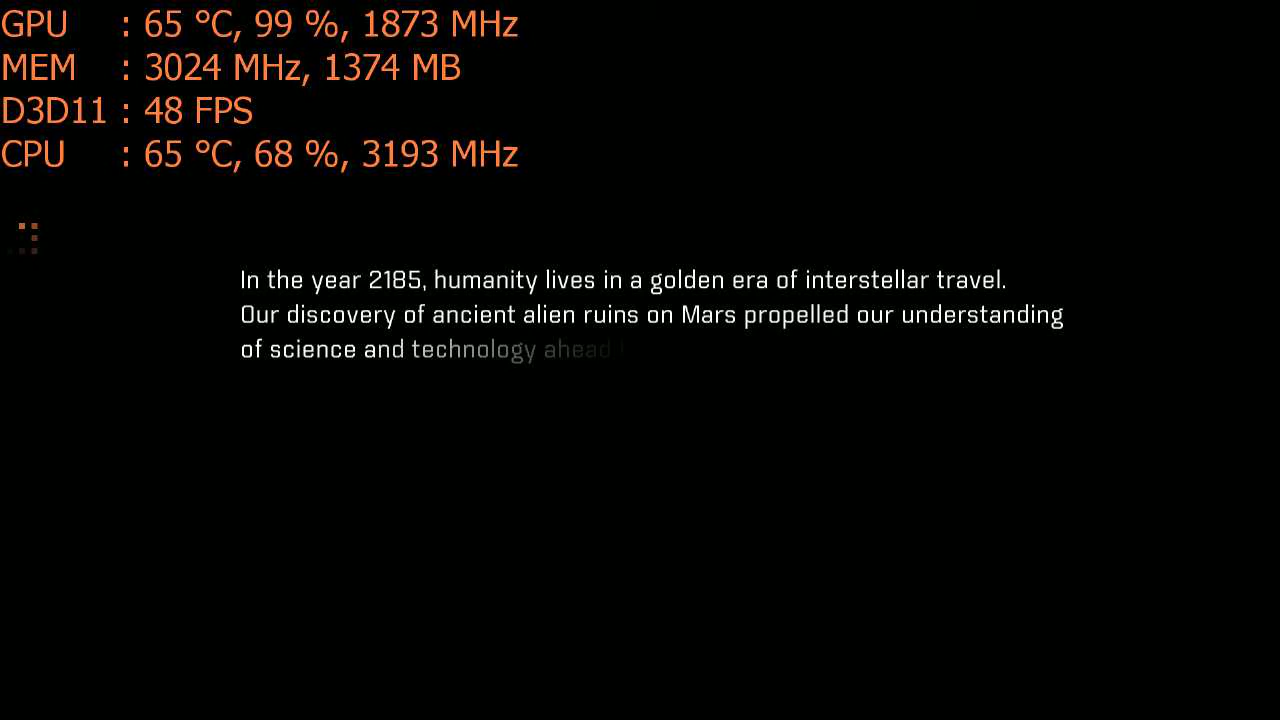 GPU : 65 °C, 99 %, 1873 MHz
MEM : 3024 MHz, 1374 MB
D3D11 : 48 FPS
CPU : 65 °C, 68 %, 3193 MHz
In the year 2185, humanity lives in a golden era of interstellar travel.
Our discovery of ancient alien ruins on Mars propelled our understanding
of science and technology ahead